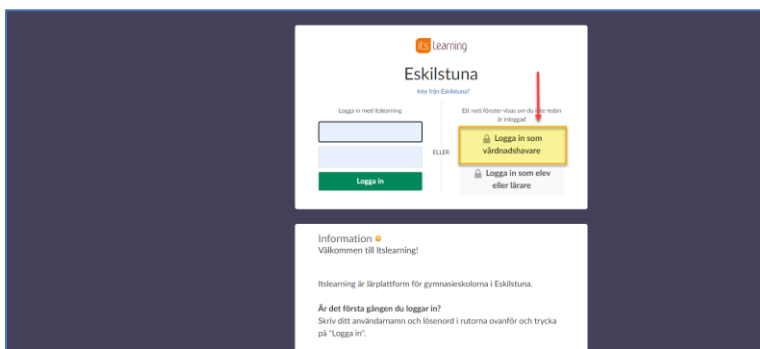 its Learning
Eskilstuna
Inte från Eskilstuna?
Logga in med itslearning
Logga in
ELLER
Ett nytt fönster visas om du inte redan
är inloggad
Logga in som
vårdnadshavare
Logga in som elev
eller lärare
Information
Välkommen till Itslearning!
Itslearning är lärplattform för gymnasieskolorna i Eskilstuna.
Är det första gången du loggar in?
Skriv ditt användarnamn och lösenord i rutorna ovanför och trycka
på "Logga in".